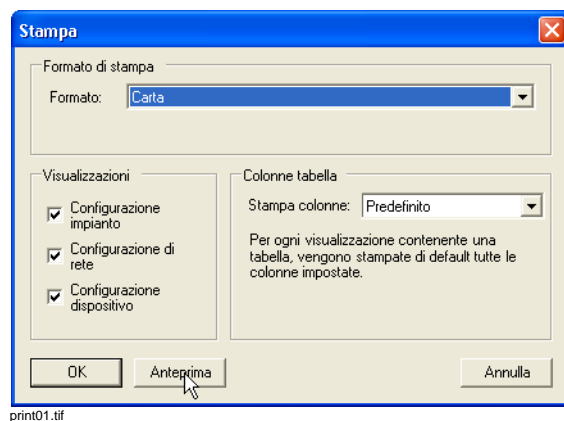 Stampa
Formato di stampa
Formato: Carta
Visualizzazioni
Configurazione
impianto
Configurazione di
rete
Configurazione
dispositivo
Colonne tabella
Stampa colonne: Predefinito
Per ogni visualizzazione contenente una
tabella, vengono stampate di default tutte le
colonne impostate.
OK
Anteprima
Annulla
print01.tif